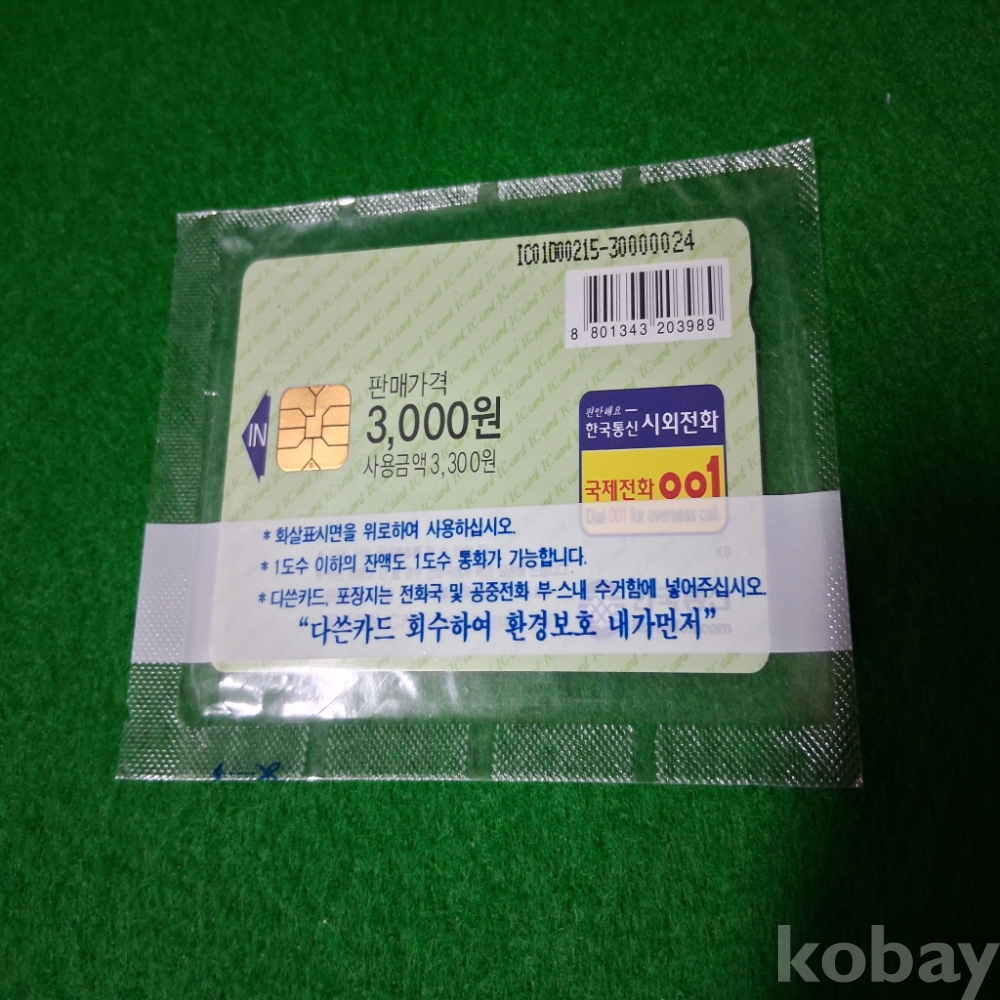 IC01D00215-30000024
8 801343 203989
IN
판매가격
3,000원
사용금액 3,300원
편안해요
한국통신 시외전화
국제전화 001
Dial 001 for overseas call.
KD
* 화살표시면을 위로하여 사용하십시오.
* 1도수 이하의 잔액도 1도수 통화가 가능합니다.
* 다쓴카드, 포장지는 전화국 및 공중전화 부-스내 수거함에 넣어주십시오.
“다쓴카드 회수하여 환경보호 내가먼저”
kobay